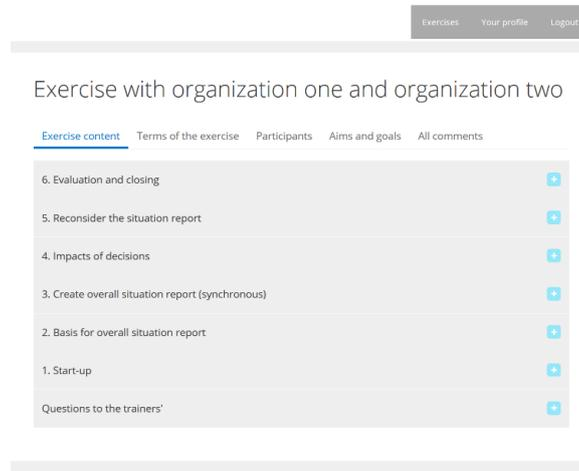 Exercises Your profile Logout
Exercise with organization one and organization two
Exercise content Terms of the exercise Participants Aims and goals All comments
6. Evaluation and closing
5. Reconsider the situation report
4. Impacts of decisions
3. Create overall situation report (synchronous)
2. Basis for overall situation report
1. Start-up
Questions to the trainers'